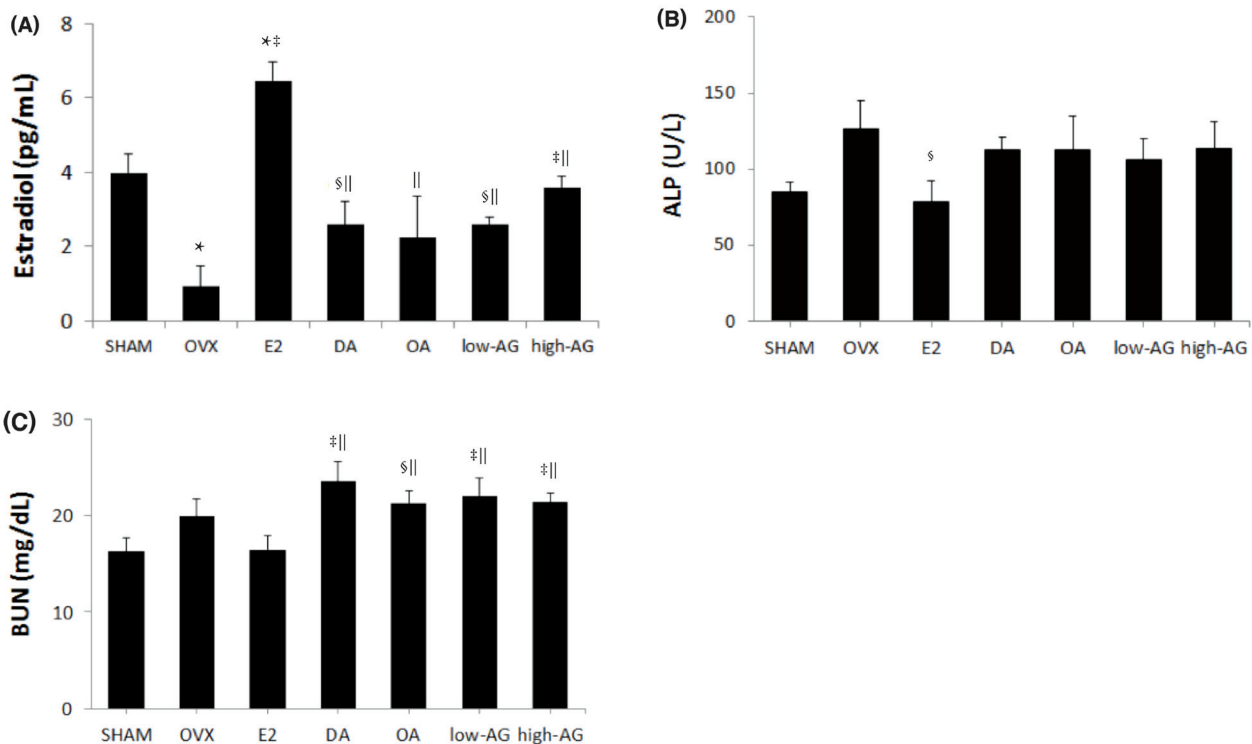 (A)
Estradiol (pg/mL)
8
6
4
2
0
*‡
*
§||
||
§||
‡||
SHAM OVX E2 DA OA low-AG high-AG
(B)
ALP (U/L)
200
150
100
50
0
§
SHAM OVX E2 DA OA low-AG high-AG
(C)
BUN (mg/dL)
30
20
10
0
‡||
§||
‡||
‡||
SHAM OVX E2 DA OA low-AG high-AG